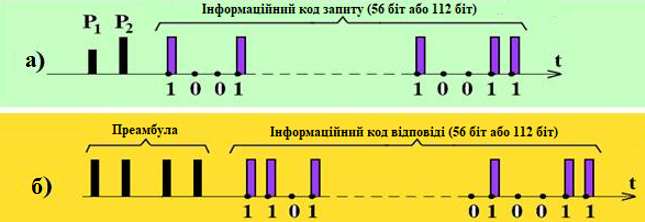 Інформаційний код запиту (56 біт або 112 біт)
P1 P2
а)
t
1 0 0 1 1 0 0 1 1
Преамбула Інформаційний код відповіді (56 біт або 112 біт)
б)
t
1 1 0 1 0 1 0 0 1 1